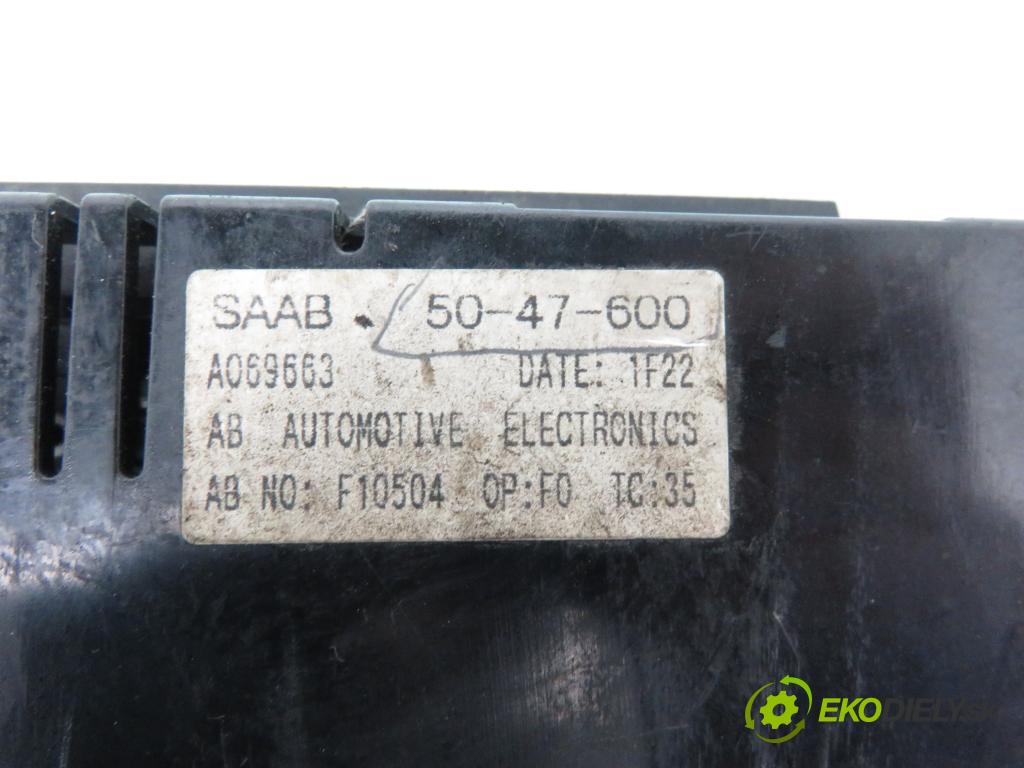 SAAB 50-47-600
A069663 DATE: 1F22
AB AUTOMOTIVE ELECTRONICS
AB NO: F10504 OP:F0 TC:35
EKODIELY.SK